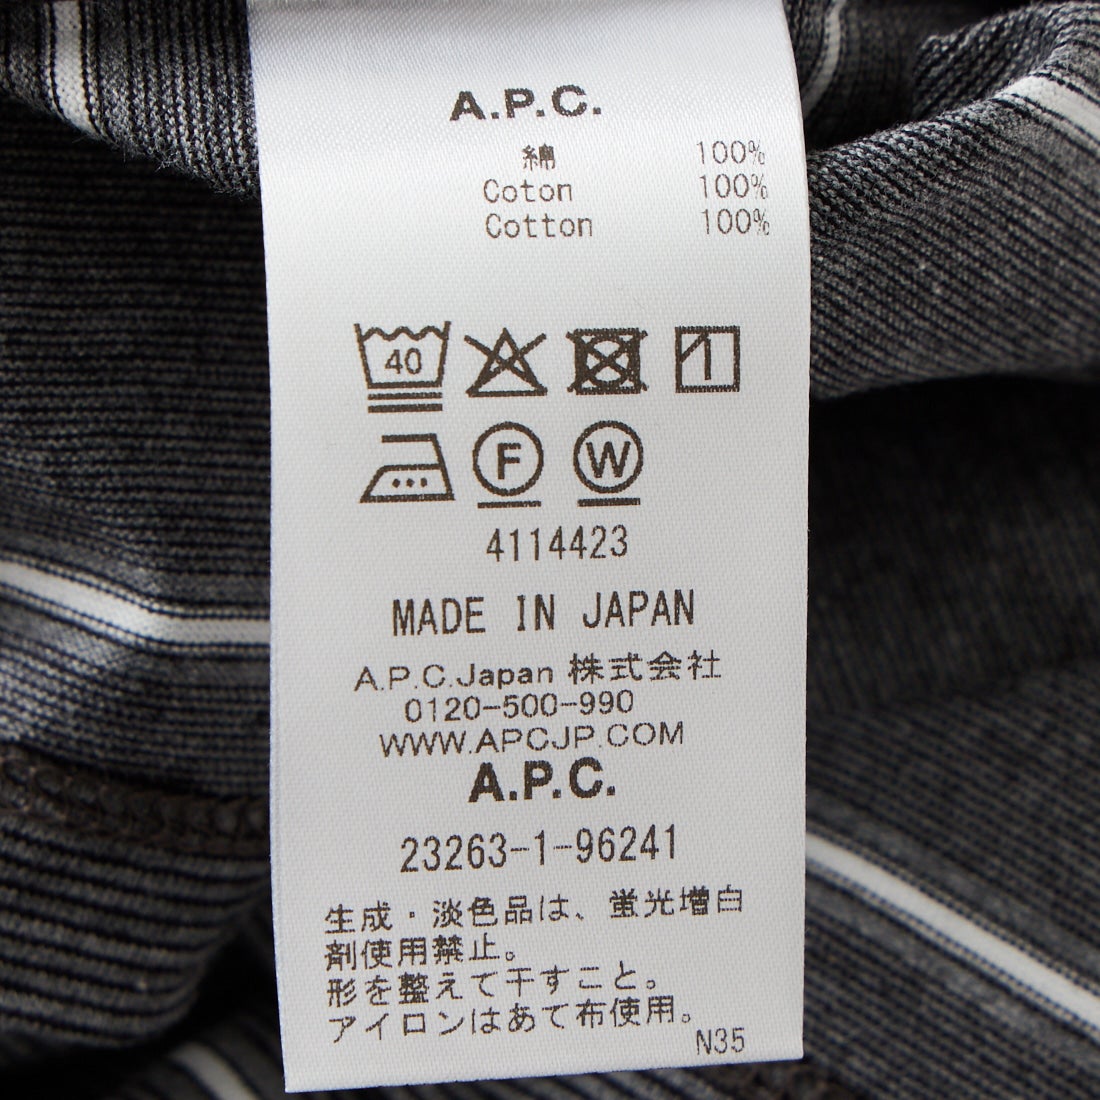 A.P.C.
綿 100%
Coton 100%
Cotton 100%
40
F W
4114423
MADE IN JAPAN
A.P.C.Japan 株式会社
0120-500-990
WWW.APCJP.COM
A.P.C.
23263-1-96241
生成・淡色品は、蛍光増白
剤使用禁止。
形を整えて干すこと。
アイロンはあて布使用。
N35